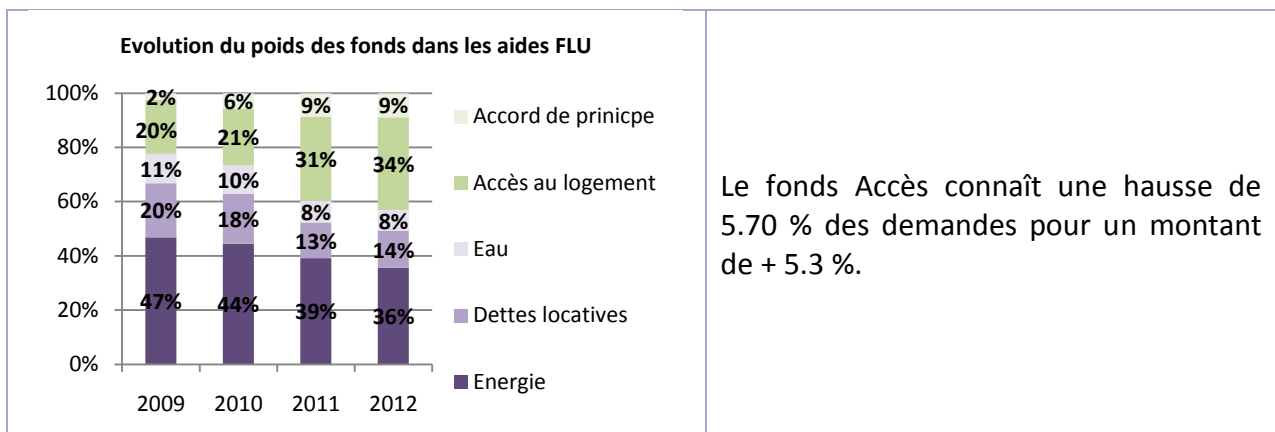 Evolution du poids des fonds dans les aides FLU
100%
80%
60%
40%
20%
0%
2%
20%
11%
20%
47%
6%
21%
10%
18%
44%
9%
31%
8%
13%
39%
9%
34%
8%
14%
36%
2009 2010 2011 2012
Accord de prinicpe
Accès au logement
Eau
Dettes locatives
Energie
Le fonds Accès connaît une hausse de
5.70 % des demandes pour un montant
de + 5.3 %.